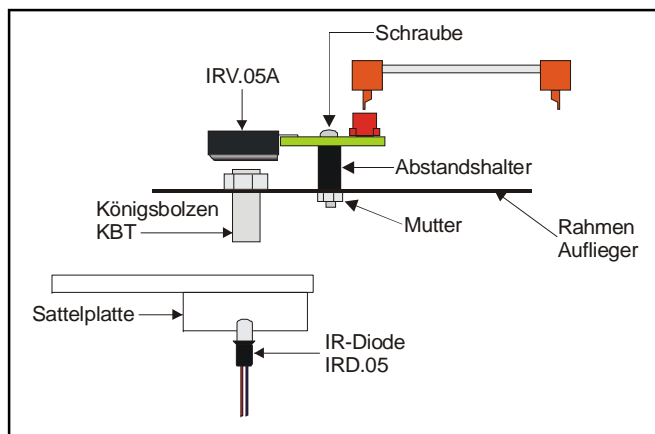 Schraube
IRV.05A
Abstandshalter
Königsbolzen
KBT
Mutter
Rahmen
Auflieger
Sattelplatte
IR-Diode
IRD.05